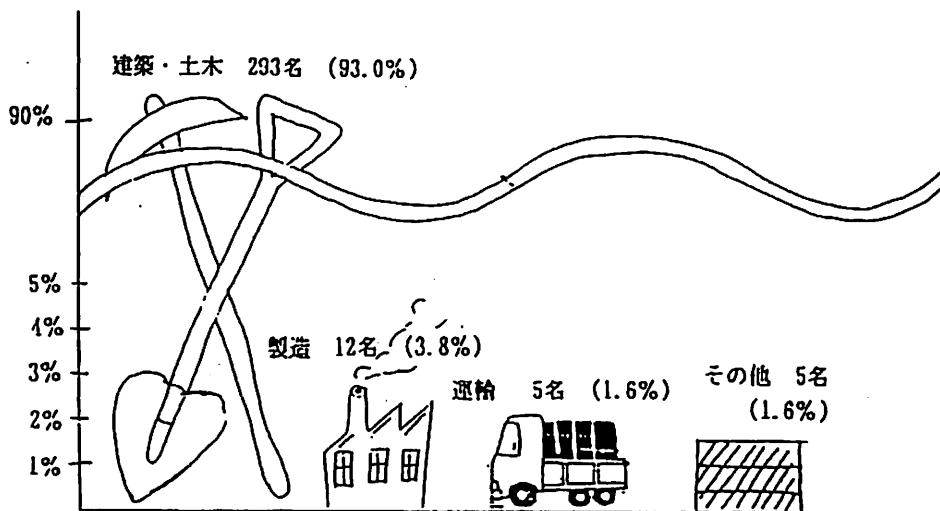 建築・土木 293名 (93.0%)
90%
5%
4%
3%
2%
1%
製造 12名 (3.8%)
運輸 5名 (1.6%)
その他 5名
(1.6%)